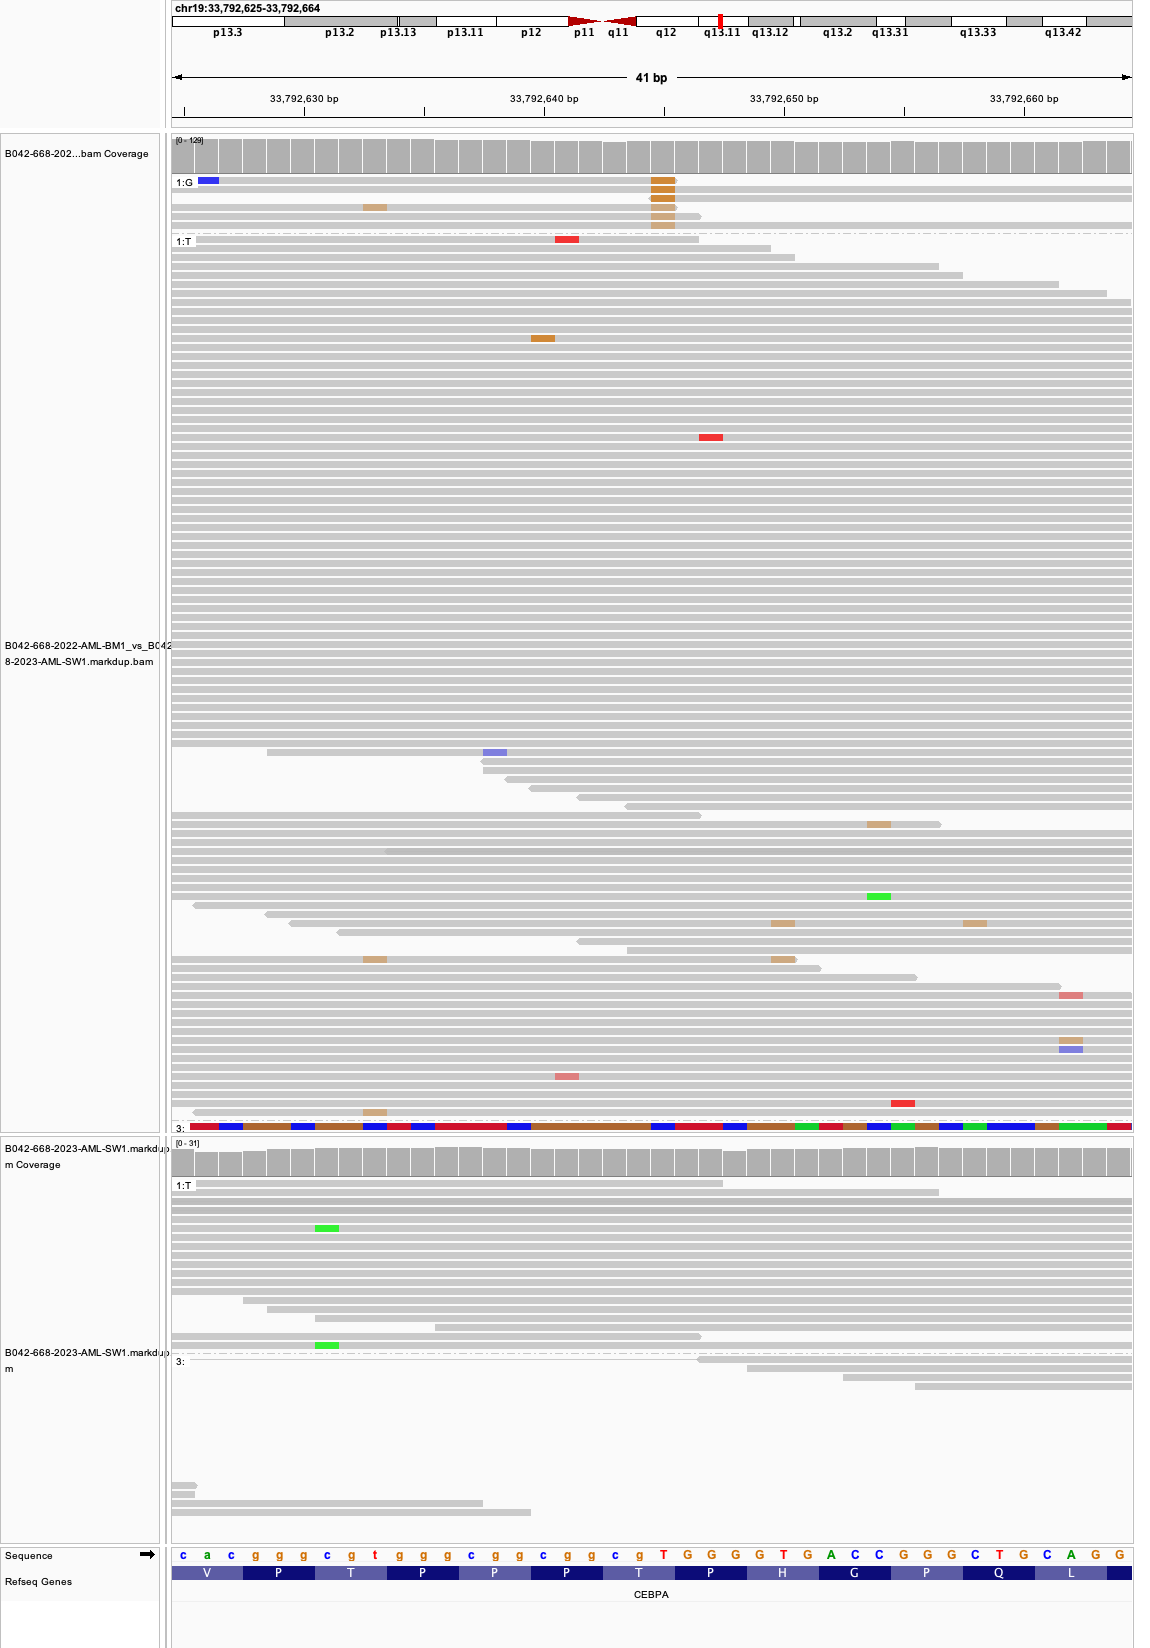 chr19:33,792,625-33,792,664
p13.3 p13.2 p13.13 p13.11 p12 p11 q11 q12 q13.11 q13.12 q13.2 q13.31 q13.33 q13.42
41 bp
33,792,630 bp 33,792,640 bp 33,792,650 bp 33,792,660 bp
[0 - 129]
B042-668-202...bam Coverage
1:G
1:T
B042-668-2022-AML-BM1_vs_B042
8-2023-AML-SW1.markdup.bam
3:
[0 - 31]
B042-668-2023-AML-SW1.markdup
m Coverage
1:T
B042-668-2023-AML-SW1.markdup
m
3:
Sequence c a c g g g c g t g g g c g g c g g c g T G G G G T G A C C G G G C T G C A G G
Refseq Genes V P T P P P T P H G P Q L
CEBPA